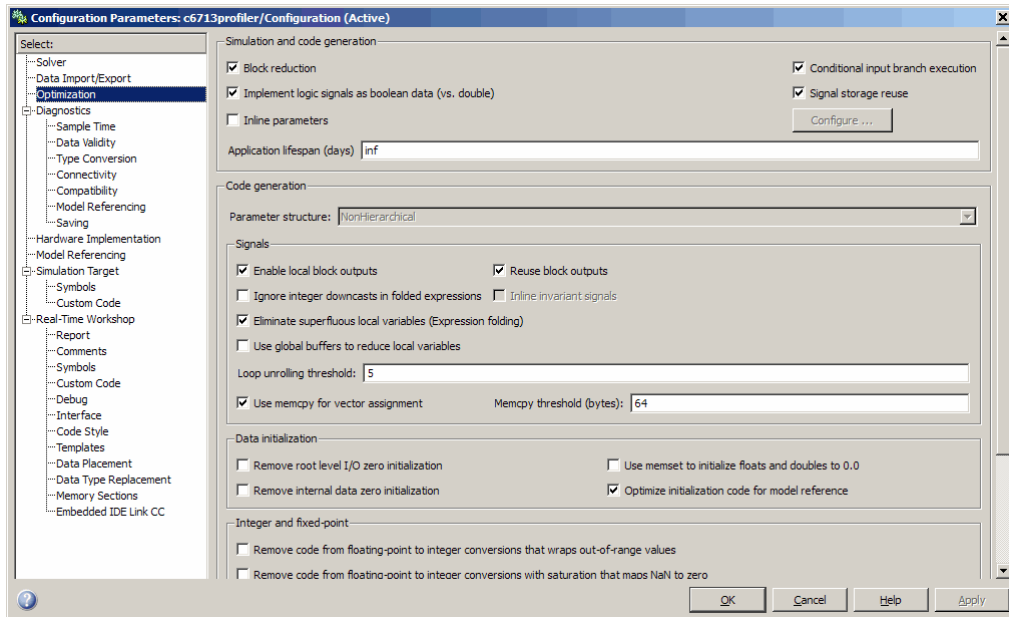 Configuration Parameters: c6713profiler/Configuration (Active)
Select:
Solver
Data Import/Export
Optimization
Diagnostics
Sample Time
Data Validity
Type Conversion
Connectivity
Compatibility
Model Referencing
Saving
Hardware Implementation
Model Referencing
Simulation Target
Symbols
Custom Code
Real-Time Workshop
Report
Comments
Symbols
Custom Code
Debug
Interface
Code Style
Templates
Data Placement
Data Type Replacement
Memory Sections
Embedded IDE Link CC
Simulation and code generation
Block reduction Conditional input branch execution
Implement logic signals as boolean data (vs. double) Signal storage reuse
Inline parameters Configure ...
Application lifespan (days) inf
Code generation
Parameter structure: NonHierarchical
Signals
Enable local block outputs Reuse block outputs
Ignore integer downcasts in folded expressions Inline invariant signals
Eliminate superfluous local variables (Expression folding)
Use global buffers to reduce local variables
Loop unrolling threshold: 5
Use memcpy for vector assignment Memcpy threshold (bytes): 64
Data initialization
Remove root level I/O zero initialization Use memset to initialize floats and doubles to 0.0
Remove internal data zero initialization Optimize initialization code for model reference
Integer and fixed-point
Remove code from floating-point to integer conversions that wraps out-of-range values
Remove code from floating-point to integer conversions with saturation that maps NaN to zero
OK Cancel Help Apply